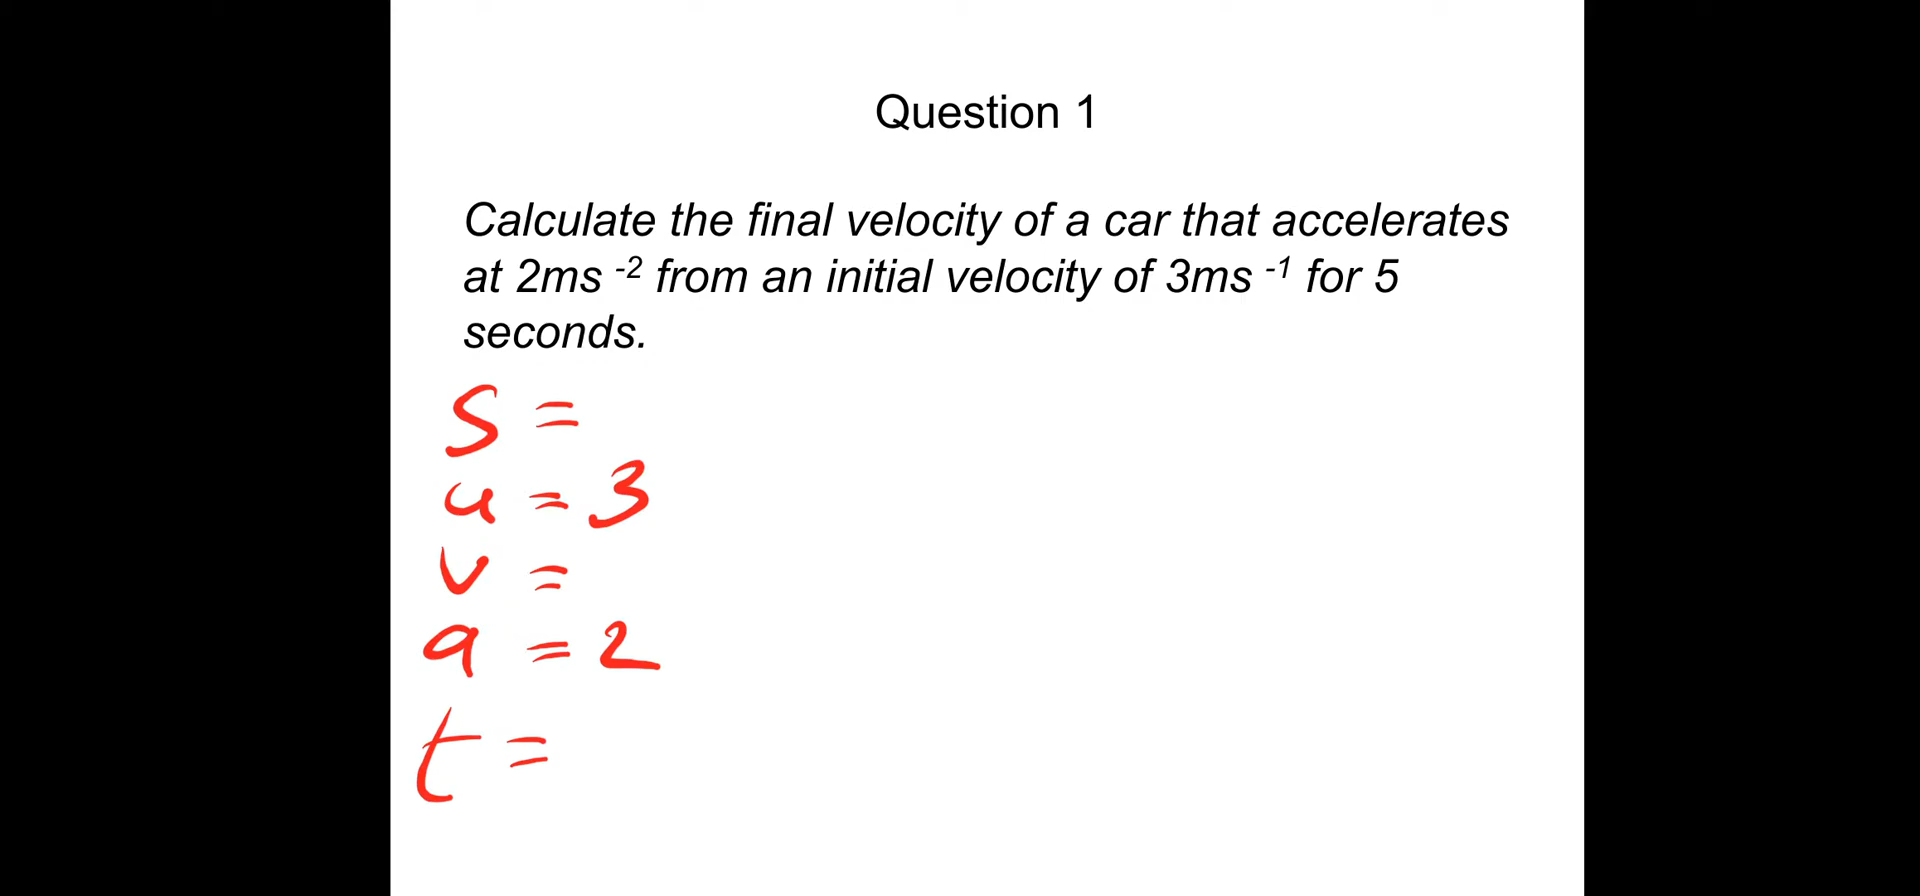 Question 1
Calculate the final velocity of a car that accelerates
at 2ms -2 from an initial velocity of 3ms -1 for 5
seconds.
s =
u = 3
v =
a = 2
t =